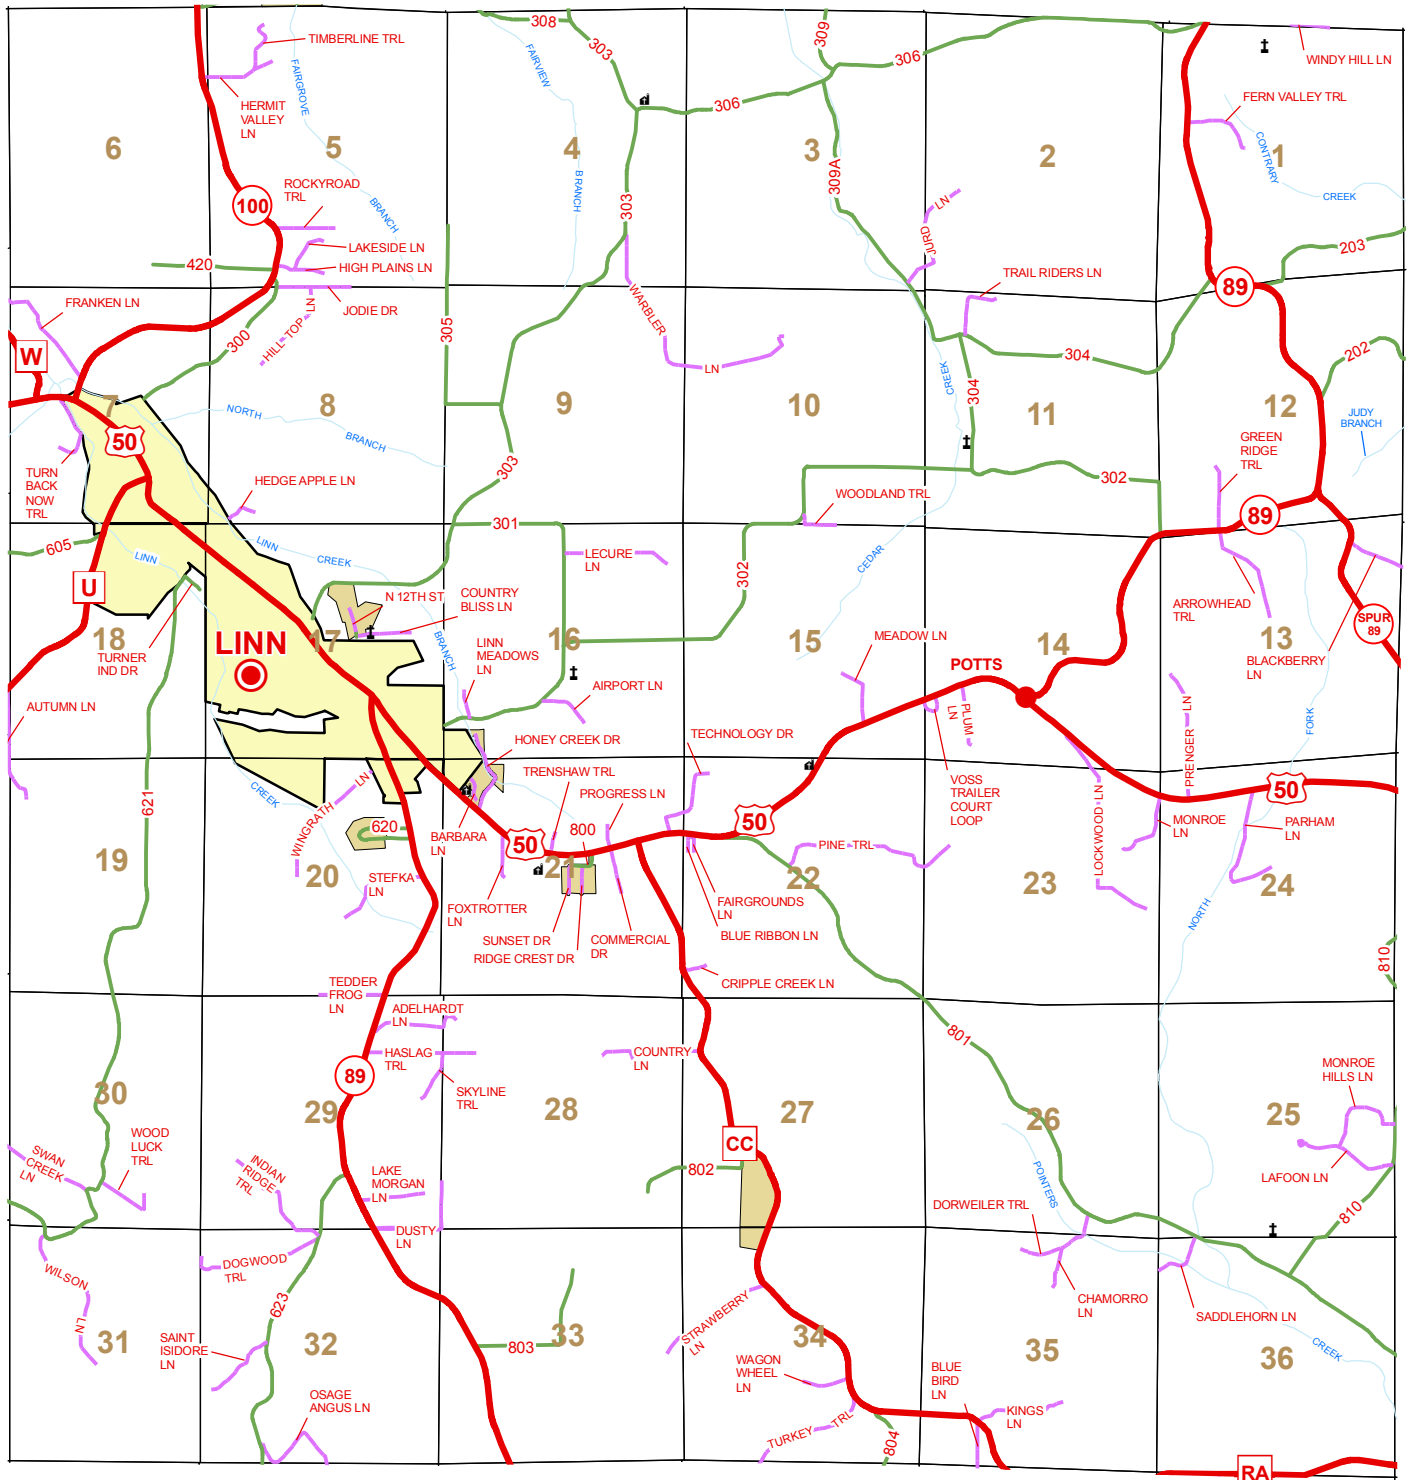 308
303
309
306
TIMBERLINE TRL
FAIRGROVE
FAIRVIEW
WINDY HILL LN
HERMIT
VALLEY
LN
306
FERN VALLEY TRL
6
5
4
3
2
1
CONTRARY
CREEK
ROCKYROAD
TRL
100
BRANCH
BRANCH
303
309A
JURD
LN
LAKESIDE LN
HIGH PLAINS LN
420
203
TRAIL RIDERS LN
89
FRANKEN LN
JODIE DR
HILL-TOP
LN
300
305
WARBLER
LN
W
304
202
CREEK
304
7
8
9
10
11
12
NORTH
BRANCH
50
JUDY
BRANCH
GREEN
RIDGE
TRL
TURN
BACK
NOW
TRL
HEDGE APPLE LN
303
302
WOODLAND TRL
89
301
605
LINN
LINN
CREEK
LECURE
LN
302
CEDAR
U
N 12TH ST
COUNTRY
BLISS LN
ARROWHEAD
TRL
SPUR
89
18
LINN
17
16
15
14
13
TURNER
IND DR
BRANCH
LINN
MEADOWS
LN
MEADOW LN
POTTS
BLACKBERRY
LN
AIRPORT LN
AUTUMN LN
PLUM
LN
PRENGER LN
FORK
HONEY CREEK DR
TECHNOLOGY DR
TRENSHAW TRL
PROGRESS LN
VOSS
TRAILER
COURT
LOOP
621
CREEK
WINGRATH
LN
620
BARBARA
LN
50
800
50
50
LOCKWOOD LN
MONROE
LN
PARHAM
LN
PINE TRL
19
20
21
22
23
24
STEFKA
LN
FOXTROTTER
LN
SUNSET DR
RIDGE CREST DR
COMMERCIAL
DR
FAIRGROUNDS
LN
BLUE RIBBON LN
NORTH
810
CRIPPLE CREEK LN
TEDDER
FROG
LN
ADELHARDT
LN
801
HASLAG
TRL
COUNTRY
LN
89
SKYLINE
TRL
MONROE
HILLS LN
30
29
28
27
26
25
WOOD
LUCK
TRL
SWAN
CREEK
LN
CC
INDIAN
RIDGE
TRL
LAKE
MORGAN
LN
802
POINTERS
LAFOON LN
DORWEILER TRL
810
DUSTY
LN
DOGWOOD
TRL
WILSON
LN
623
CHAMORRO
LN
SADDLEHORN LN
STRAWBERRY
LN
31
SAINT
ISIDORE
LN
32
803
33
34
35
36
CREEK
WAGON
WHEEL
LN
BLUE
BIRD
LN
OSAGE
ANGUS LN
KINGS
LN
TURKEY
TRL
804
RA